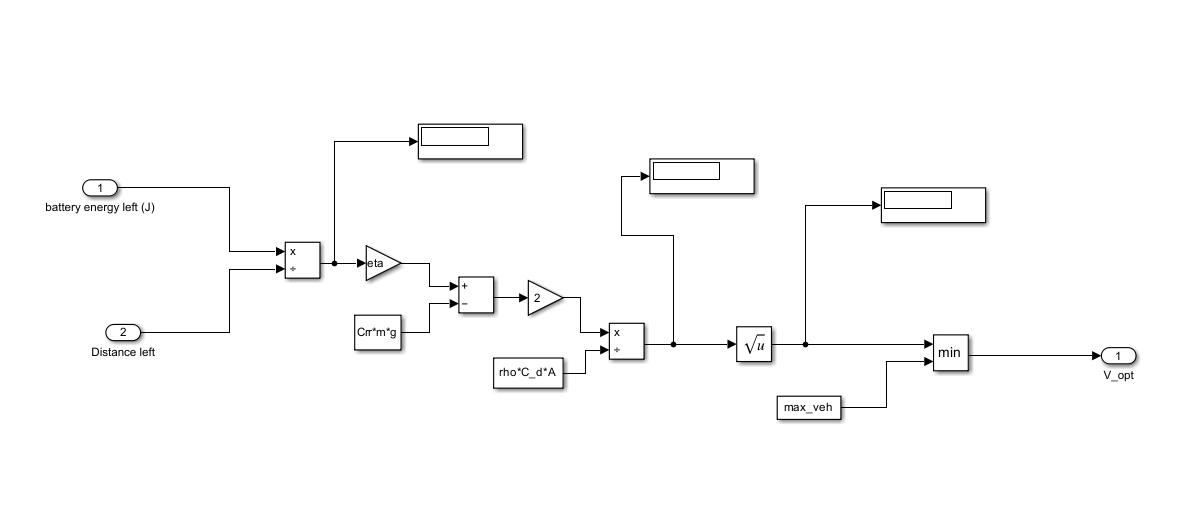 1
battery energy left (J)
x
÷
2
Distance left
eta
Crr*m*g
+
−
2
rho*C_d*A
x
÷
√u
max_veh
min
1
V_opt